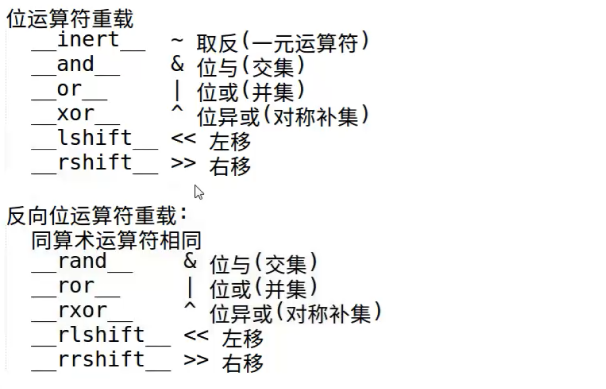 位运算符重载
__inert__ ~ 取反(一元运算符)
__and__ & 位与(交集)
__or__ | 位或(并集)
__xor__ ^ 位异或(对称补集)
__lshift__ << 左移
__rshift__ >> 右移
反向位运算符重载:
同算术运算符相同
__rand__ & 位与(交集)
__ror__ | 位或(并集)
__rxor__ ^ 位异或(对称补集)
__rlshift__ << 左移
__rrshift__ >> 右移